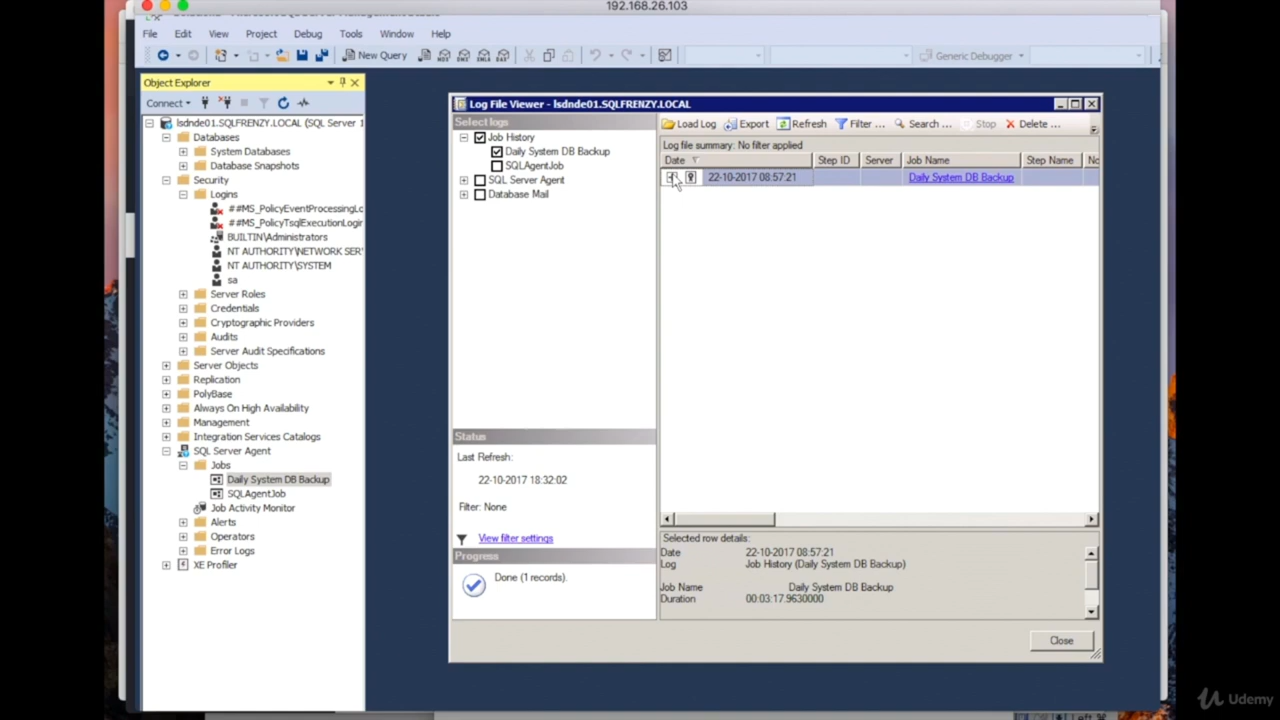 192.168.26.103
File Edit View Project Debug Tools Window Help
New Query
Generic Debugger
Object Explorer
Connect
lsdnde01.SQLFRENZY.LOCAL (SQL Server 1
Databases
System Databases
Database Snapshots
Security
Logins
##MS_PolicyEventProcessingLo
##MS_PolicyTsqlExecutionLogin
BUILTIN\Administrators
NT AUTHORITY\NETWORK SER
NT AUTHORITY\SYSTEM
sa
Server Roles
Credentials
Cryptographic Providers
Audits
Server Audit Specifications
Server Objects
Replication
PolyBase
Always On High Availability
Management
Integration Services Catalogs
SQL Server Agent
Jobs
Daily System DB Backup
SQLAgentJob
Job Activity Monitor
Alerts
Operators
Error Logs
XE Profiler
Log File Viewer - lsdnde01.SQLFRENZY.LOCAL
Select logs
Job History
Daily System DB Backup
SQLAgentJob
SQL Server Agent
Database Mail
Status
Last Refresh:
22-10-2017 18:32:02
Filter: None
View filter settings
Progress
Done (1 records).
Load Log Export Refresh Filter ... Search ... Stop Delete ...
Log file summary: No filter applied
Date Step ID Server Job Name Step Name No
22-10-2017 08:57:21 Daily System DB Backup
Selected row details:
Date 22-10-2017 08:57:21
Log Job History (Daily System DB Backup)
Job Name Daily System DB Backup
Duration 00:03:17.9630000
Close
Udemy